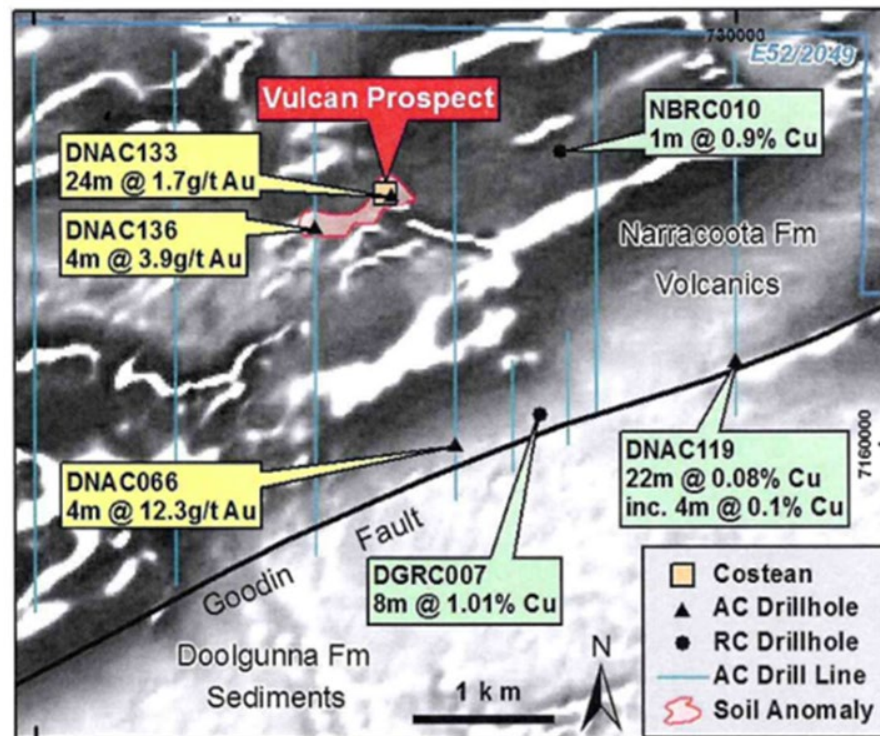 730000
E52/2049
Vulcan Prospect
NBRC010
1m @ 0.9% Cu
DNAC133
24m @ 1.7g/t Au
DNAC136
4m @ 3.9g/t Au
Narracoota Fm
Volcanics
7160000
DNAC066
4m @ 12.3g/t Au
DNAC119
22m @ 0.08% Cu
inc. 4m @ 0.1% Cu
Goodin Fault
DGRC007
8m @ 1.01% Cu
Doolgunna Fm
Sediments
1 km
N
Costean
AC Drillhole
RC Drillhole
AC Drill Line
Soil Anomaly